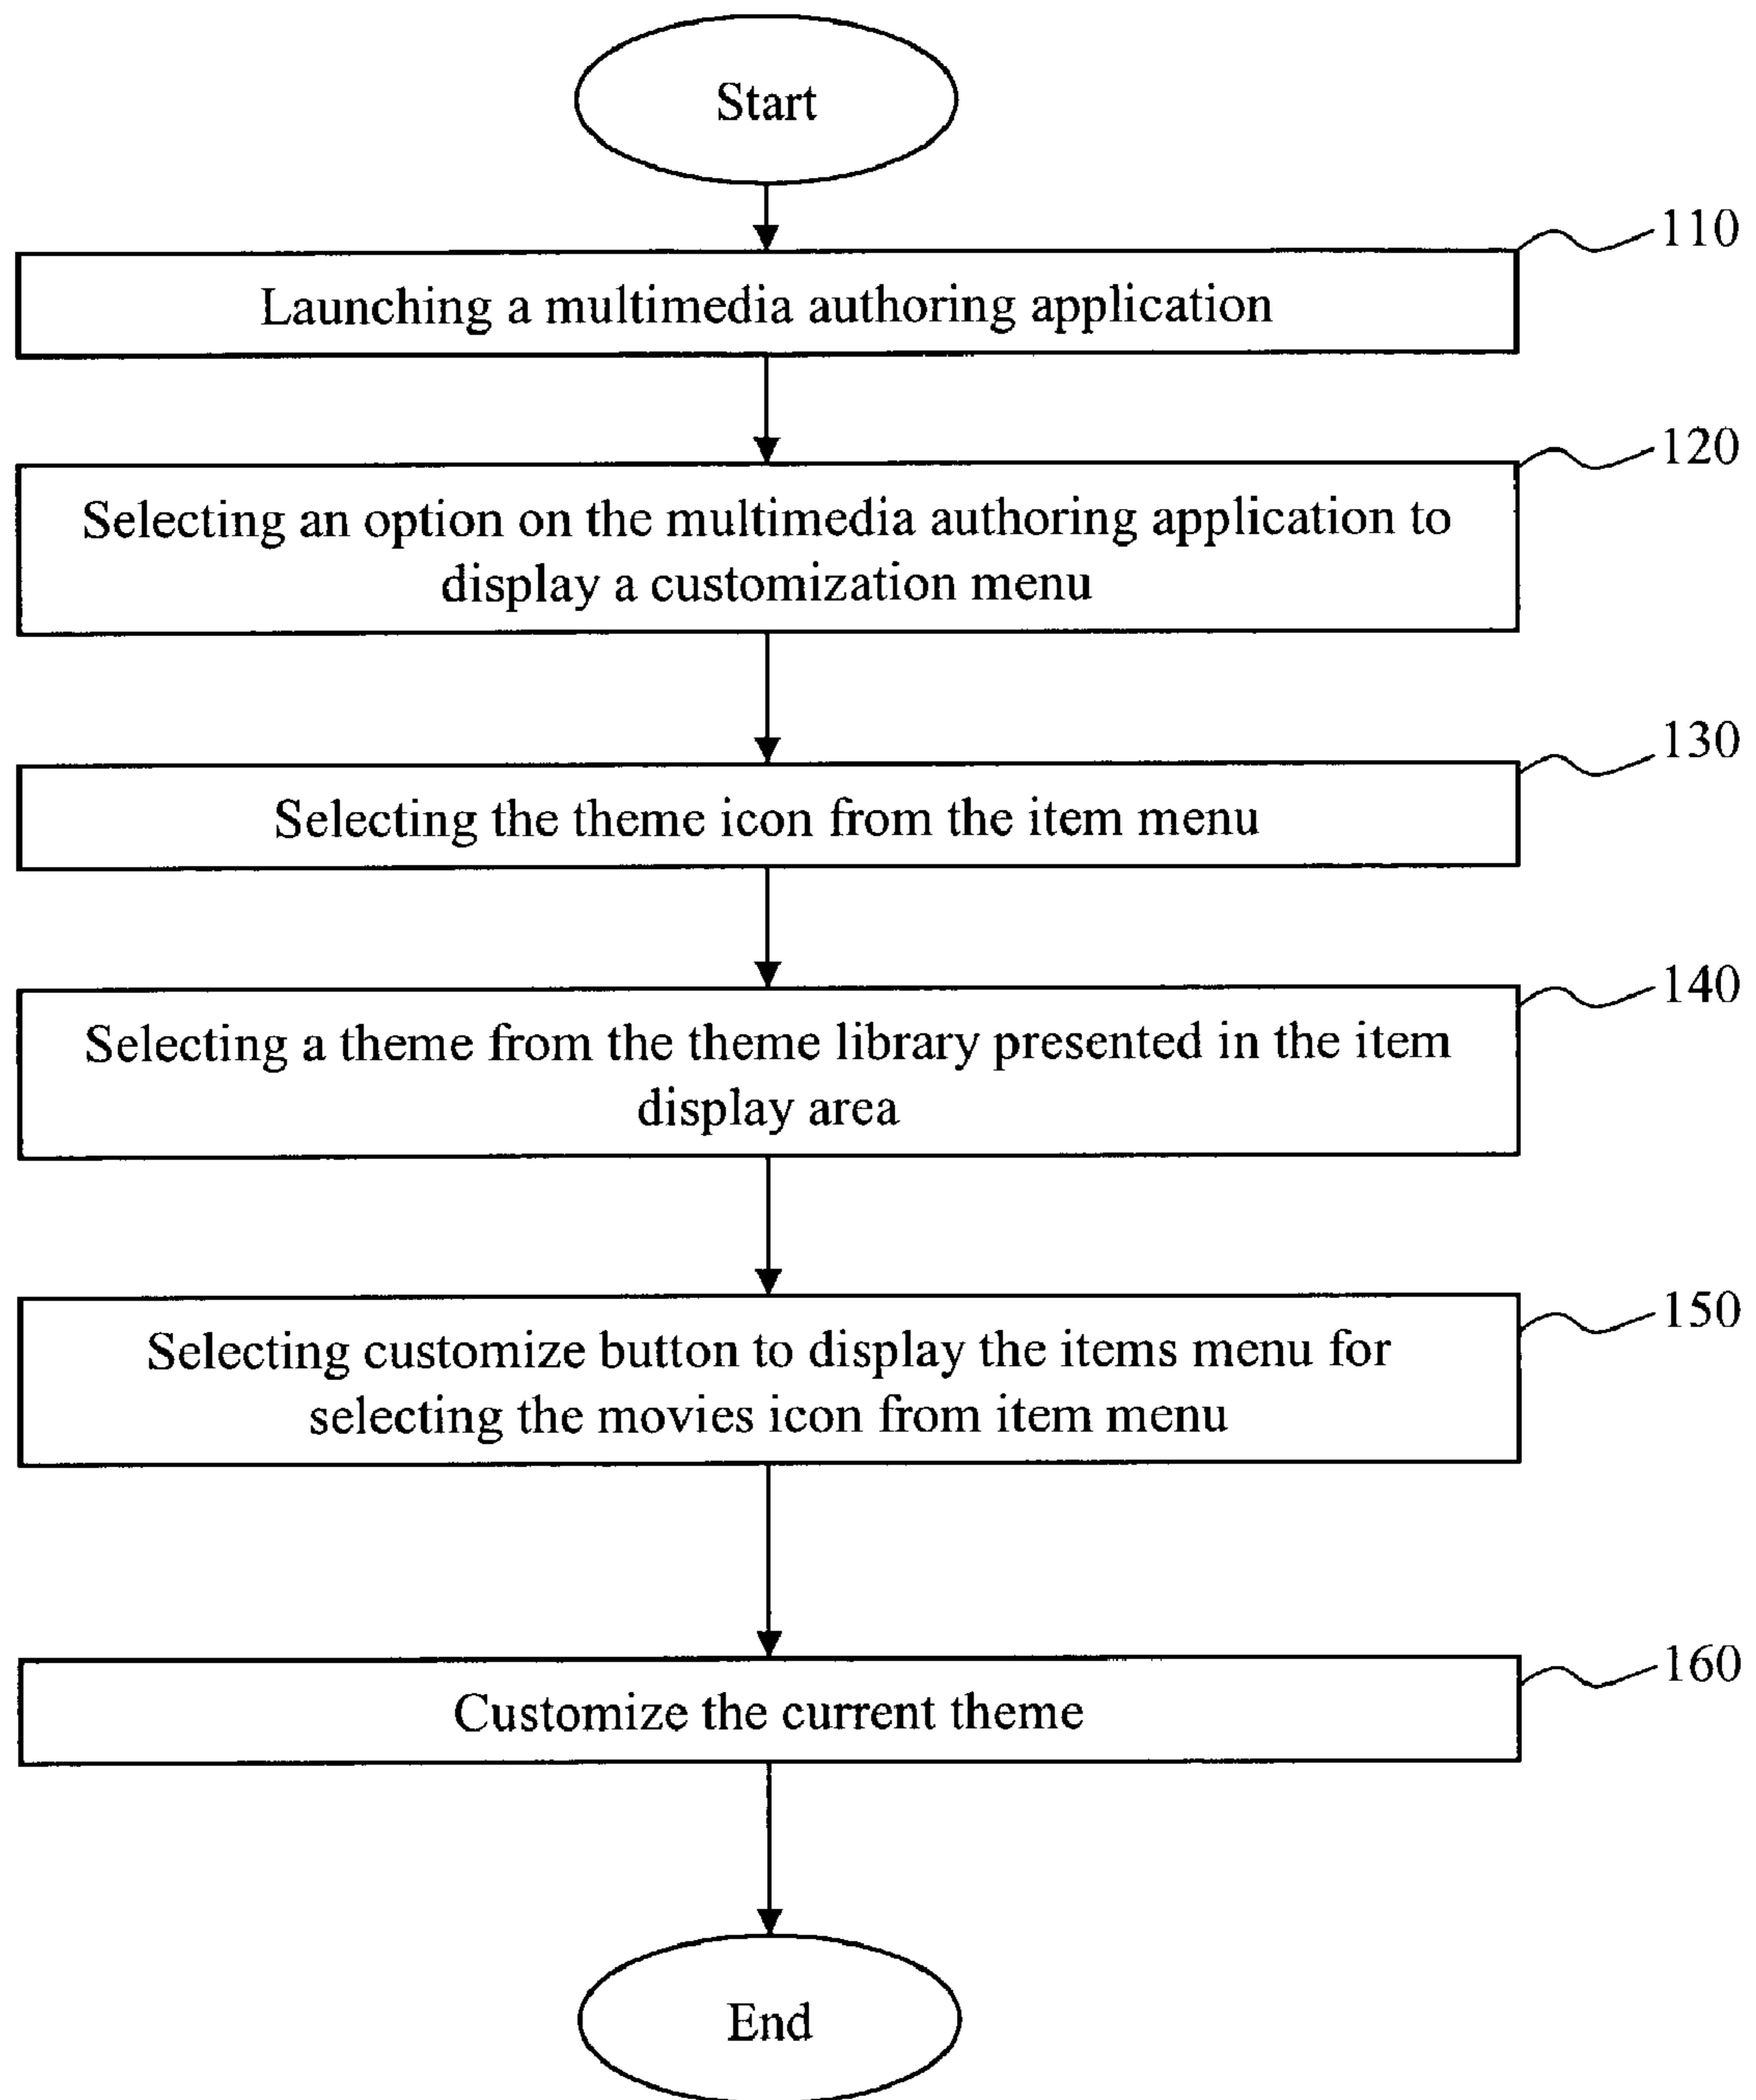 Start
110
Launching a multimedia authoring application
120
Selecting an option on the multimedia authoring application to
display a customization menu
130
Selecting the theme icon from the item menu
140
Selecting a theme from the theme library presented in the item
display area
150
Selecting customize button to display the items menu for
selecting the movies icon from item menu
160
Customize the current theme
End